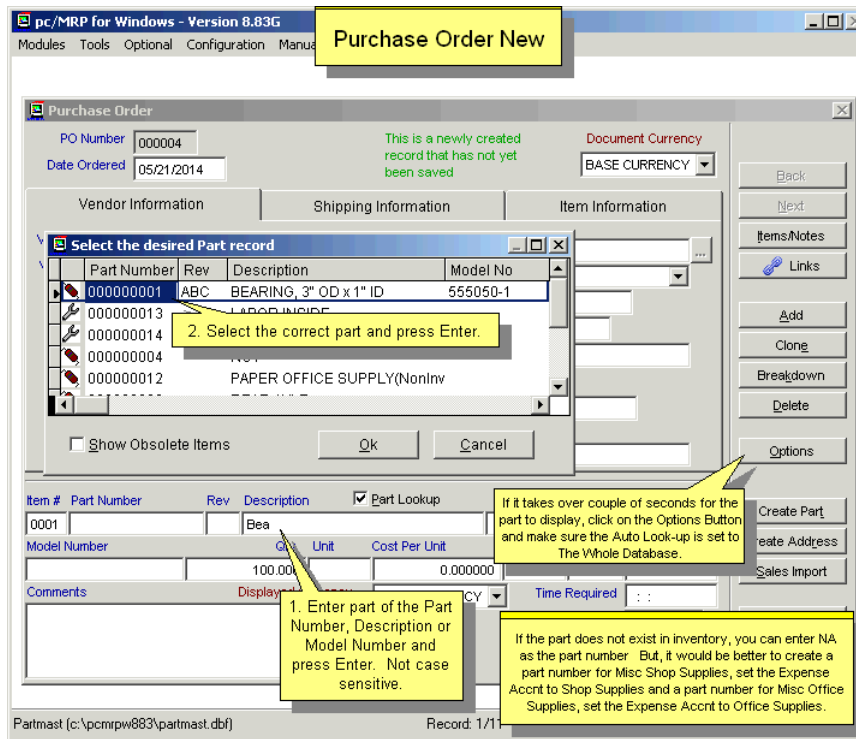 pc/MRP for Windows - Version 8.83G
Modules Tools Optional Configuration
Purchase Order New
Purchase Order
PO Number 000004
This is a newly created
record that has not yet
been saved
Document Currency
BASE CURRENCY
Date Ordered 05/21/2014
Vendor Information
Shipping Information
Item Information
Back
Next
Items/Notes
Links
Add
Clone
Breakdown
Delete
Options
Create Part
Sales Import
Select the desired Part record
Part Number Rev Description Model No
000000001 ABC BEARING, 3" OD x 1" ID 555050-1
000000013 LABOR INSIDE
000000014
2. Select the correct part and press Enter.
000000004 NUT
000000012 PAPER OFFICE SUPPLY(NonInv
Show Obsolete Items
Ok
Cancel
If it takes over couple of seconds for the
part to display, click on the Options Button
and make sure the Auto Look-up is set to
The Whole Database.
Item # Part Number Rev Description Part Lookup
0001 Bea
Model Number Unit Cost Per Unit
100.000 0.000000
Comments
Time Required : :
1. Enter part of the Part
Number, Description or
Model Number and
press Enter. Not case
sensitive.
If the part does not exist in inventory, you can enter NA
as the part number But, it would be better to create a
part number for Misc Shop Supplies, set the Expense
Accnt to Shop Supplies and a part number for Misc Office
Supplies, set the Expense Accnt to Office Supplies.
Partmast (c:\pcmrpw883\partmast.dbf)
Record: 1/11